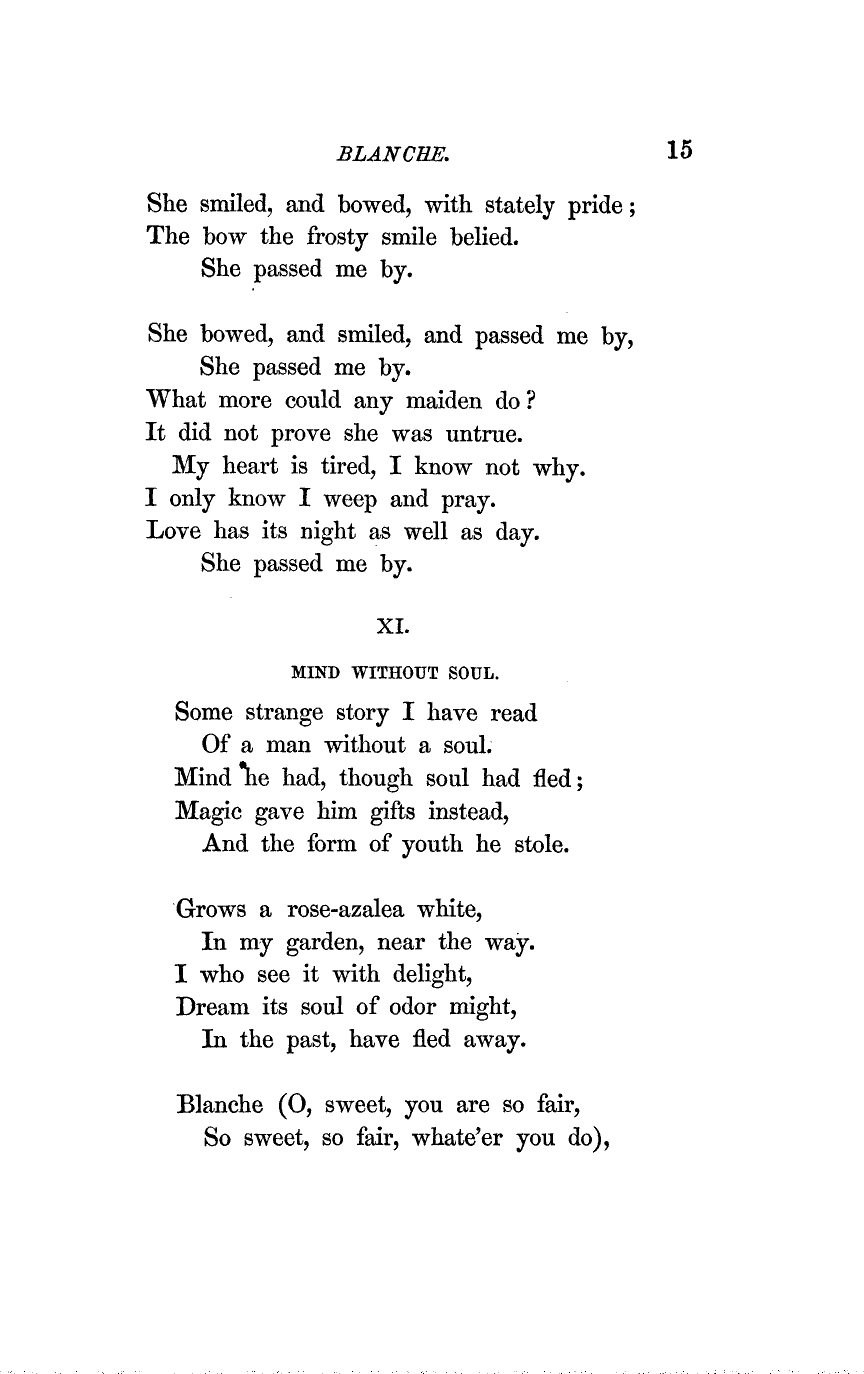 BLANCHE. 15
She smiled, and bowed, with stately pride;
The bow the frosty smile belied.
She passed me by.
She bowed, and smiled, and passed me by,
She passed me by.
What more could any maiden do?
It did not prove she was untrue.
My heart is tired, I know not why.
I only know I weep and pray.
Love has its night as well as day.
She passed me by.
XI.
MIND WITHOUT SOUL.
Some strange story I have read
Of a man without a soul.
Mind he had, though soul had fled;
Magic gave him gifts instead,
And the form of youth he stole.
Grows a rose-azalea white,
In my garden, near the way.
I who see it with delight,
Dream its soul of odor might,
In the past, have fled away.
Blanche (O, sweet, you are so fair,
So sweet, so fair, whate'er you do),